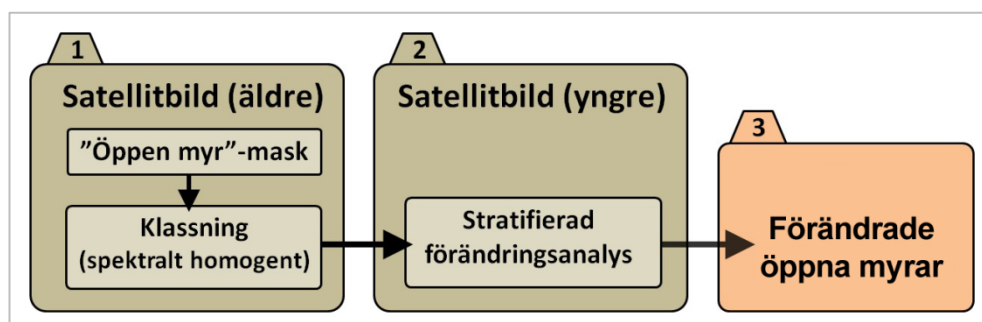 1
Satellitbild (äldre)
”Öppen myr”-mask
Klassning
(spektralt homogent)
2
Satellitbild (yngre)
Stratifierad
förändringsanalys
3
Förändrade
öppna myrar